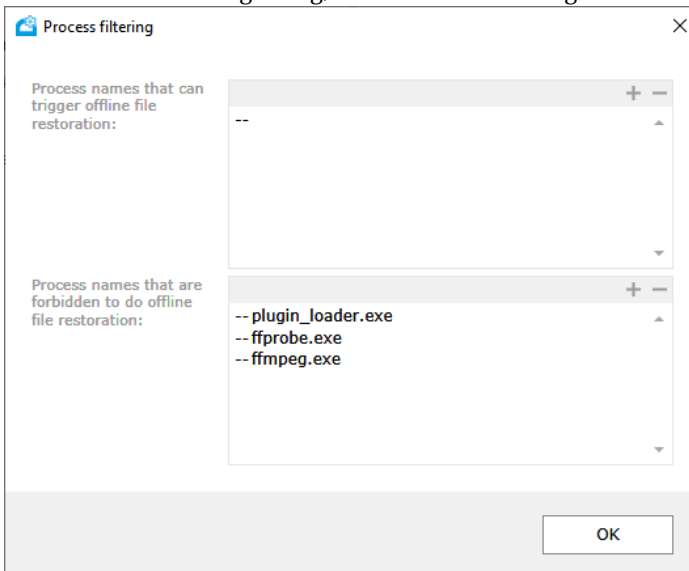 Process filtering
Process names that can
trigger offline file
restoration:
--
Process names that are
forbidden to do offline
file restoration:
-- plugin_loader.exe
-- ffprobe.exe
-- ffmpeg.exe
OK